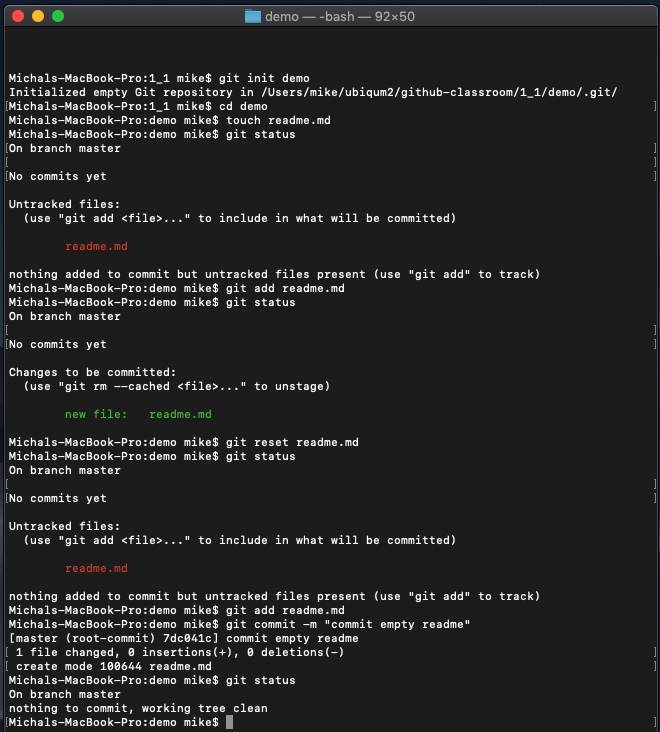 demo — -bash — 92×50
Michals-MacBook-Pro:1_1 mike$ git init demo
Initialized empty Git repository in /Users/mike/ubiqum2/github-classroom/1_1/demo/.git/
[Michals-MacBook-Pro:1_1 mike$ cd demo ]
Michals-MacBook-Pro:demo mike$ touch readme.md
Michals-MacBook-Pro:demo mike$ git status
[On branch master ]
[ ]
[No commits yet ]

Untracked files:
  (use "git add <file>..." to include in what will be committed)

        readme.md

nothing added to commit but untracked files present (use "git add" to track)
Michals-MacBook-Pro:demo mike$ git add readme.md
Michals-MacBook-Pro:demo mike$ git status
On branch master
[ ]
[No commits yet ]

Changes to be committed:
  (use "git rm --cached <file>..." to unstage)

        new file:   readme.md

Michals-MacBook-Pro:demo mike$ git reset readme.md
Michals-MacBook-Pro:demo mike$ git status
On branch master
[ ]
[No commits yet ]

Untracked files:
  (use "git add <file>..." to include in what will be committed)

        readme.md

nothing added to commit but untracked files present (use "git add" to track)
Michals-MacBook-Pro:demo mike$ git add readme.md
Michals-MacBook-Pro:demo mike$ git commit -m "commit empty readme"
[master (root-commit) 7dc041c] commit empty readme
[ 1 file changed, 0 insertions(+), 0 deletions(-) ]
[ create mode 100644 readme.md ]
Michals-MacBook-Pro:demo mike$ git status
On branch master
nothing to commit, working tree clean
[Michals-MacBook-Pro:demo mike$ ]